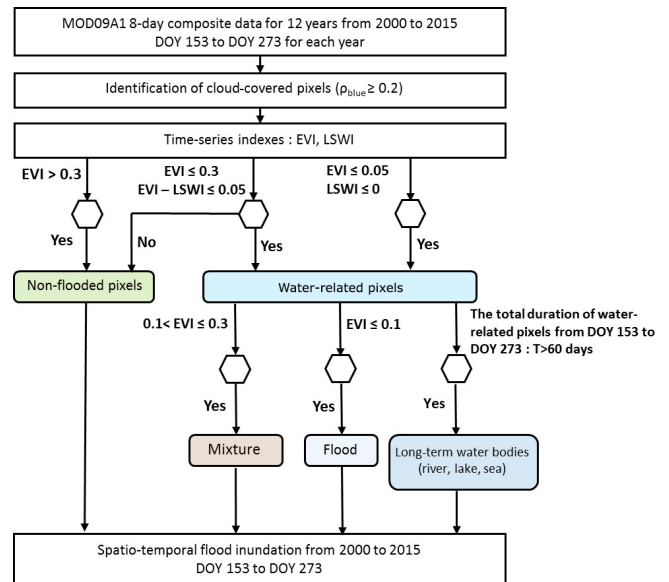 MOD09A1 8-day composite data for 12 years from 2000 to 2015
DOY 153 to DOY 273 for each year
Identification of cloud-covered pixels (ρblue≥ 0.2)
Time-series indexes : EVI, LSWI
EVI > 0.3
EVI ≤ 0.3
EVI – LSWI ≤ 0.05
EVI ≤ 0.05
LSWI ≤ 0
Yes
No
Yes
Yes
Non-flooded pixels
Water-related pixels
0.1< EVI ≤ 0.3
EVI ≤ 0.1
The total duration of water-
related pixels from DOY 153 to
DOY 273 : T>60 days
Yes
Yes
Yes
Mixture
Flood
Long-term water bodies
(river, lake, sea)
Spatio-temporal flood inundation from 2000 to 2015
DOY 153 to DOY 273